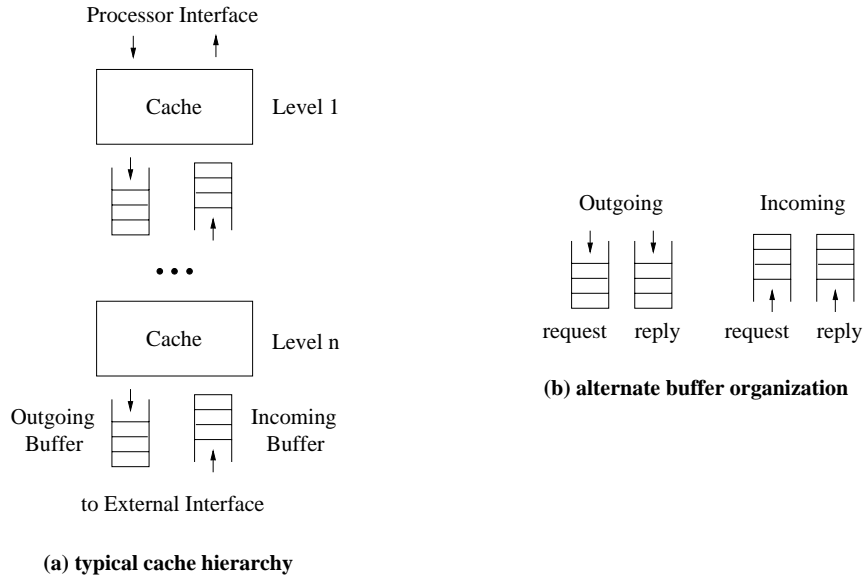 Processor Interface
Cache
Level 1
Cache
Level n
Outgoing
Buffer
Incoming
Buffer
to External Interface
(a) typical cache hierarchy
Outgoing
Incoming
request
reply
request
reply
(b) alternate buffer organization